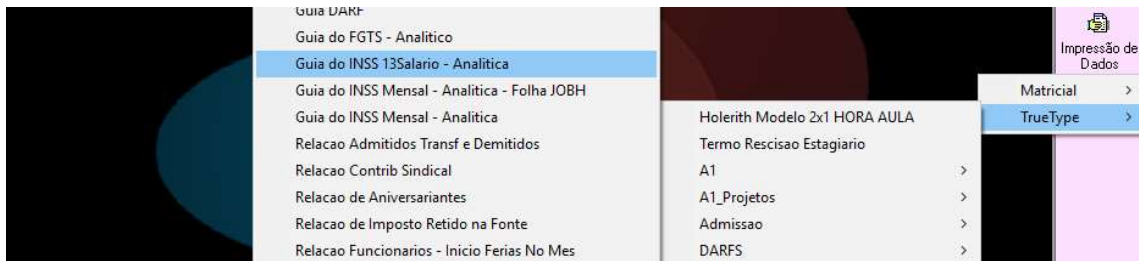 Guia DARF
Guia do FGTS - Analitico
Guia do INSS 13Salario - Analitica
Guia do INSS Mensal - Analitica - Folha JOBH
Guia do INSS Mensal - Analitica
Relacao Admitidos Transf e Demitidos
Relacao Contrib Sindical
Relacao de Aniversariantes
Relacao de Imposto Retido na Fonte
Relacao Funcionarios - Inicio Ferias No Mes
Holerith Modelo 2x1 HORA AULA
Termo Rescisao Estagiario
A1
A1_Projetos
Admissao
DARFS
Impressão de
Dados
Matricial
TrueType